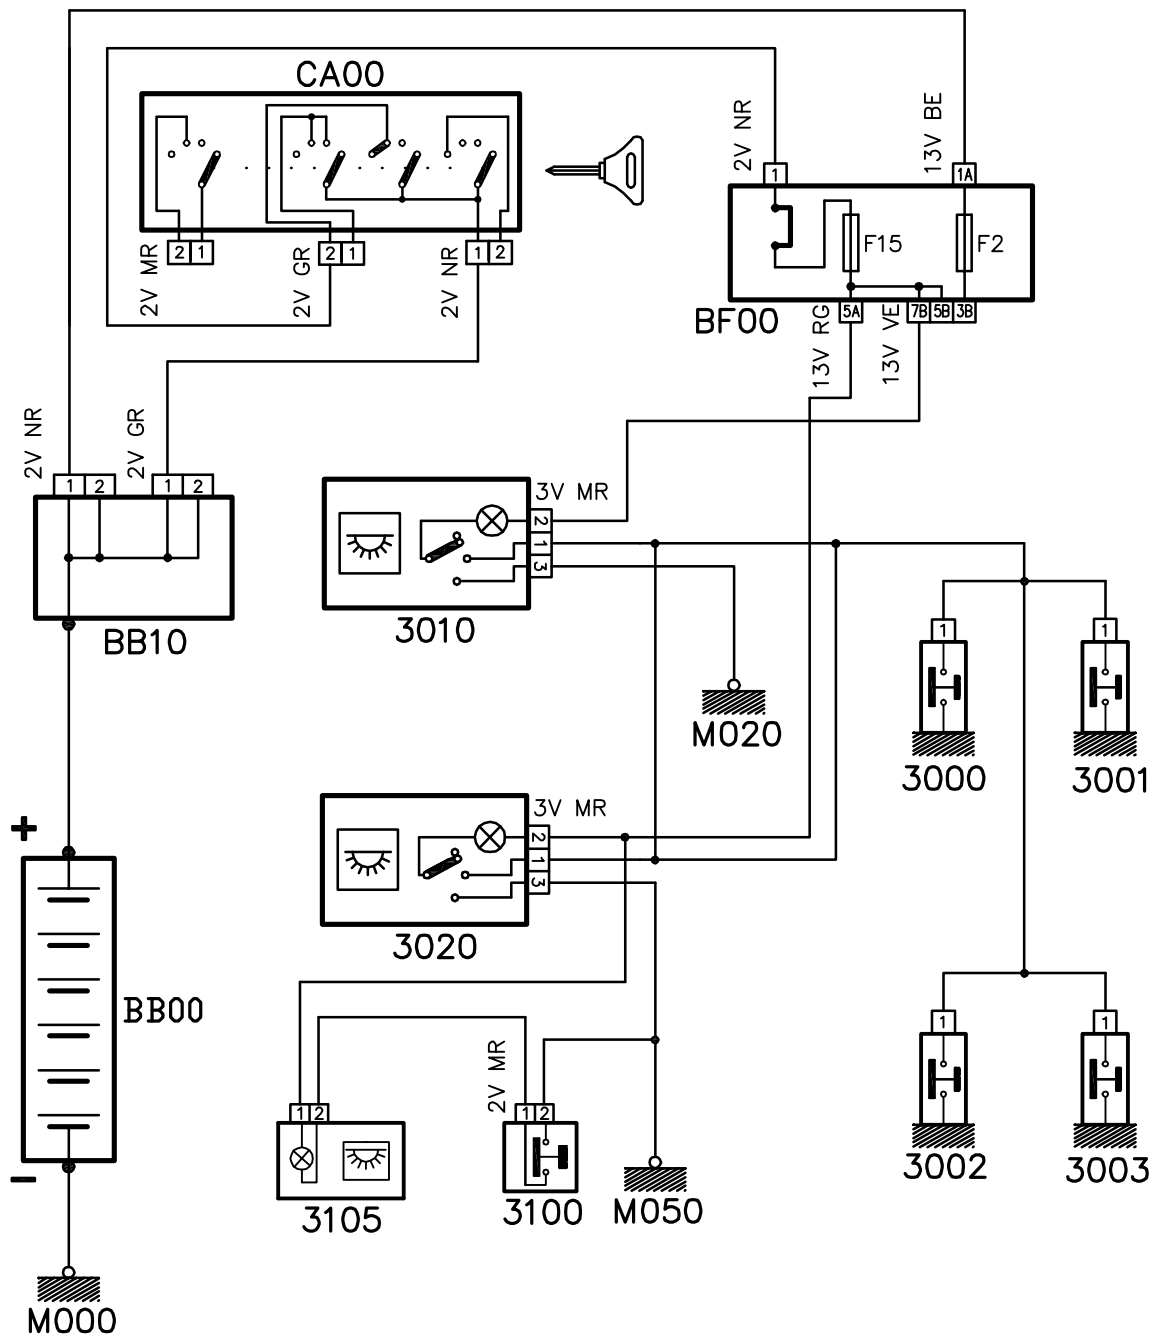 CA00
2V NR
13V BE
1
1A
2V MR
2
1
2V GR
2
1
2V NR
1
2
F15
F2
BF00
13V RG
5A
13V VE
7B
5B
3B
2V NR
1
2
2V GR
1
2
BB10
3V MR
2
1
3
3010
M020
1
3000
1
3001
3V MR
2
1
3
3020
+
BB00
−
M000
1
2
3105
2V MR
1
2
3100
M050
1
3002
1
3003